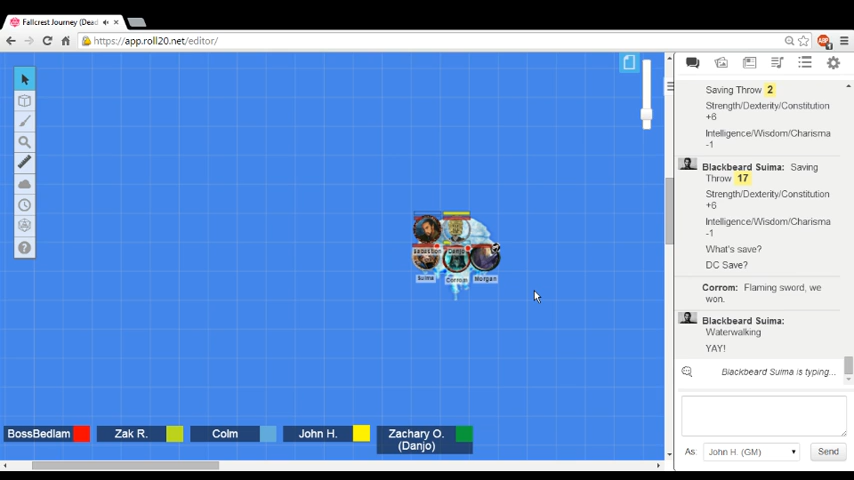 Fallcrest Journey (Dead
https://app.roll20.net/editor/
Saving Throw 2
Strength/Dexterity/Constitution
+6
Intelligence/Wisdom/Charisma
-1
Blackbeard Suima: Saving
Throw 17
Strength/Dexterity/Constitution
+6
Intelligence/Wisdom/Charisma
-1
What's save?
DC Save?
Corrom: Flaming sword, we
won.
Blackbeard Suima:
Waterwalking
YAY!
Blackbeard Suima is typing...
Danjo
Suima
Corrom
Morgan
BossBedlam
Zak R.
Colm
John H.
Zachary O.
(Danjo)
As:
John H. (GM)
Send